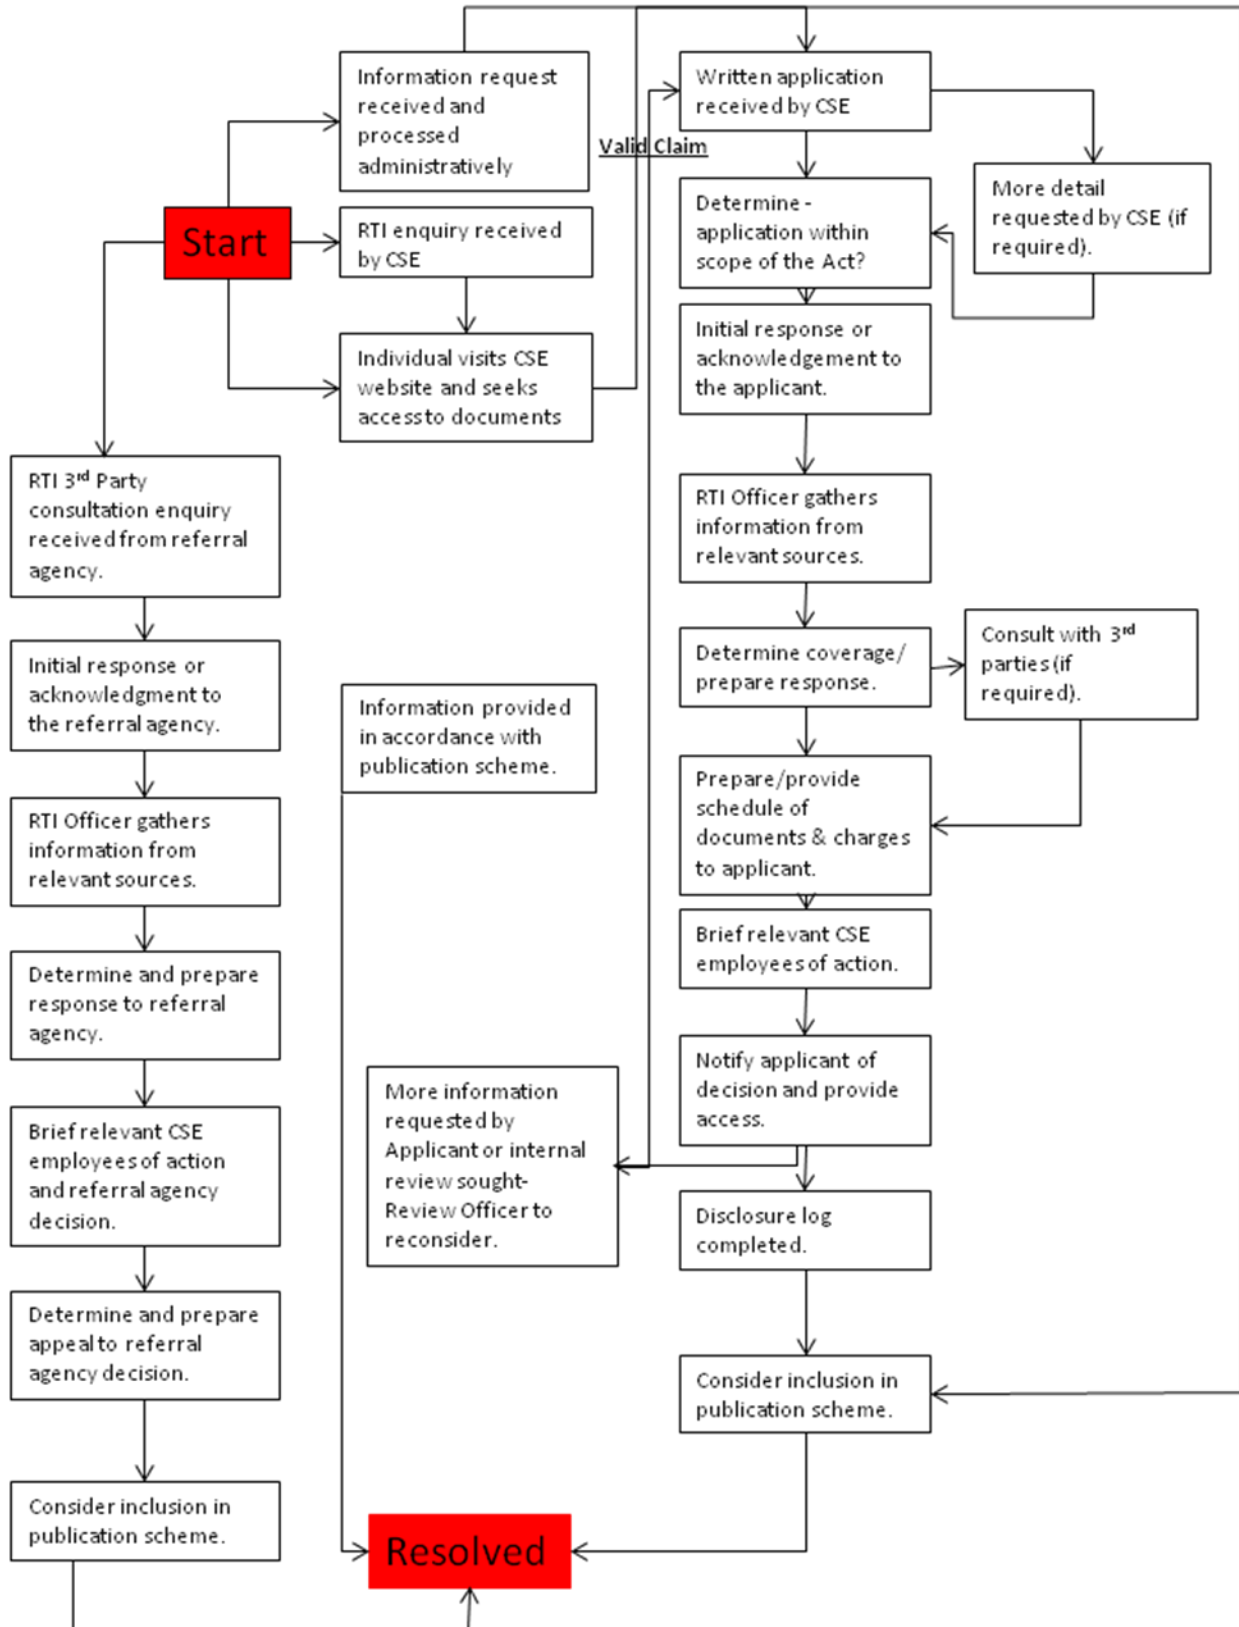 Information request
received and
processed
administratively
Valid Claim
Written application
received by CSE
More detail
requested by CSE (if
required).
Start
RTI enquiry received
by CSE
Determine -
application within
scope of the Act?
Individual visits CSE
website and seeks
access to documents
Initial response or
acknowledgement to
the applicant.
RTI 3rd Party
consultation enquiry
received from referral
agency.
RTI Officer gathers
information from
relevant sources.
Initial response or
acknowledgment to
the referral agency.
Information provided
in accordance with
publication scheme.
Determine coverage/
prepare response.
Consult with 3rd
parties (if
required).
RTI Officer gathers
information from
relevant sources.
Prepare/provide
schedule of
documents & charges
to applicant.
Brief relevant CSE
employees of action.
Determine and prepare
response to referral
agency.
Notify applicant of
decision and provide
access.
Brief relevant CSE
employees of action
and referral agency
decision.
More information
requested by
Applicant or internal
review sought-
Review Officer to
reconsider.
Disclosure log
completed.
Determine and prepare
appeal to referral
agency decision.
Consider inclusion in
publication scheme.
Consider inclusion in
publication scheme.
Resolved